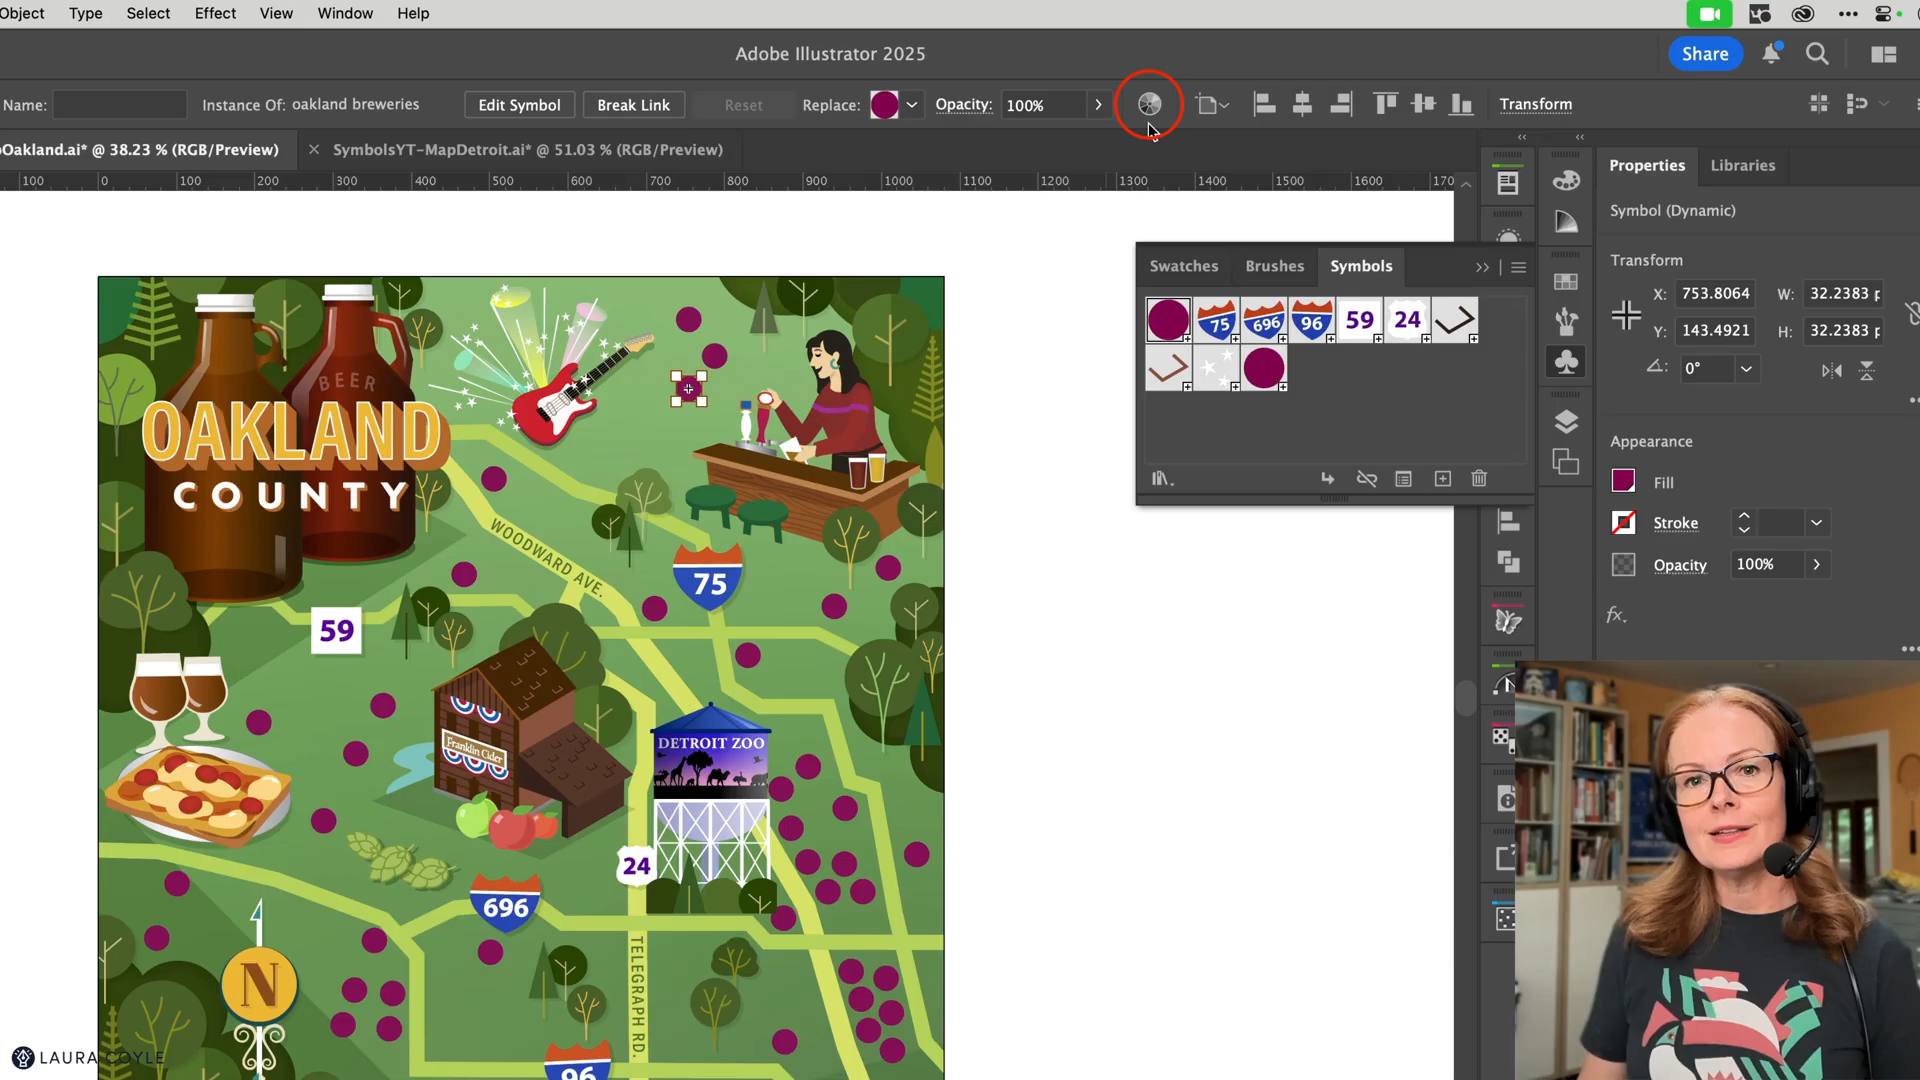 Object Type Select Effect View Window Help
Adobe Illustrator 2025
Share
Name: Instance Of: oakland breweries Edit Symbol Break Link Reset Replace: Opacity: 100% Transform
oOakland.ai* @ 38.23 % (RGB/Preview) × SymbolsYT-MapDetroit.ai* @ 51.03 % (RGB/Preview)
100 0 100 200 300 400 500 600 700 800 900 1000 1100 1200 1300 1400 1500 1600 170
Properties Libraries
Symbol (Dynamic)
Transform
X: 753.8064 W: 32.2383 p
Y: 143.4921 H: 32.2383 p
0°
Appearance
Fill
Stroke
Opacity 100%
fx.
Swatches Brushes Symbols
75 696 96 59 24
BEER
OAKLAND
COUNTY
WOODWARD AVE.
75
59
Franklin Cider
DETROIT ZOO
24
696
TELEGRAPH RD.
N
96
LAURA COYLE